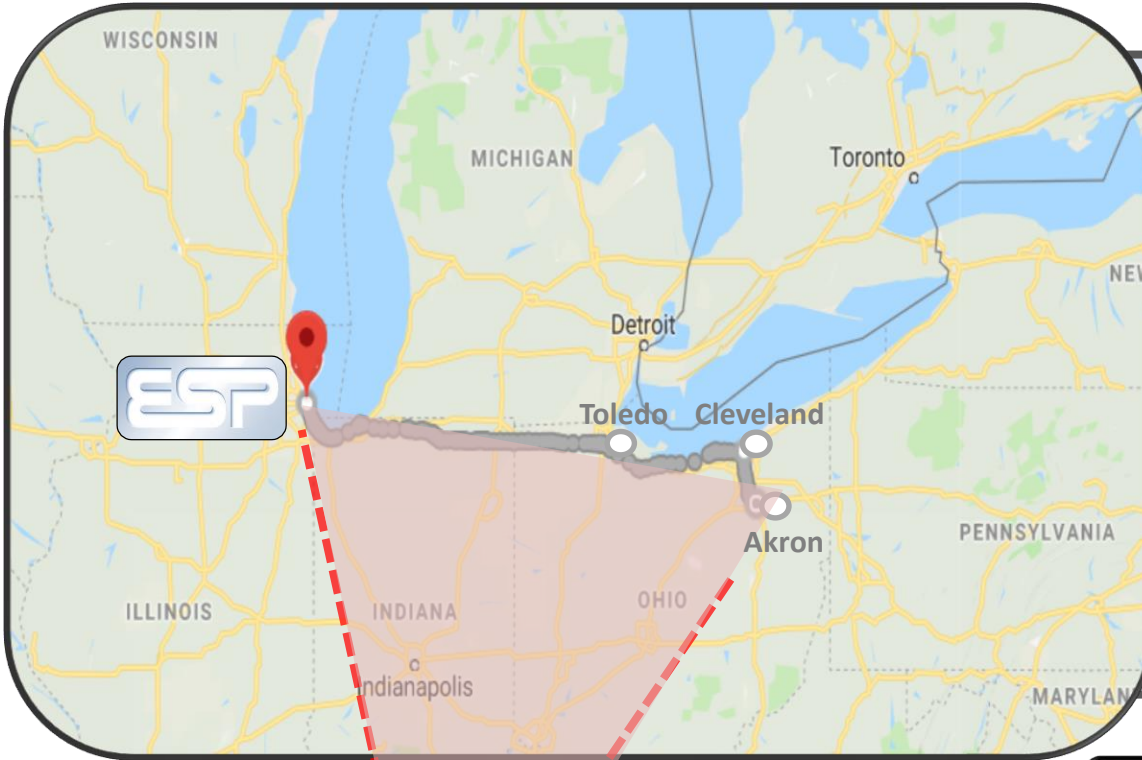 WISCONSIN
MICHIGAN
Toronto
NEW
Detroit
ESP
Toledo Cleveland
Akron
PENNSYLVANIA
ILLINOIS
INDIANA
OHIO
Indianapolis
MARYLAN